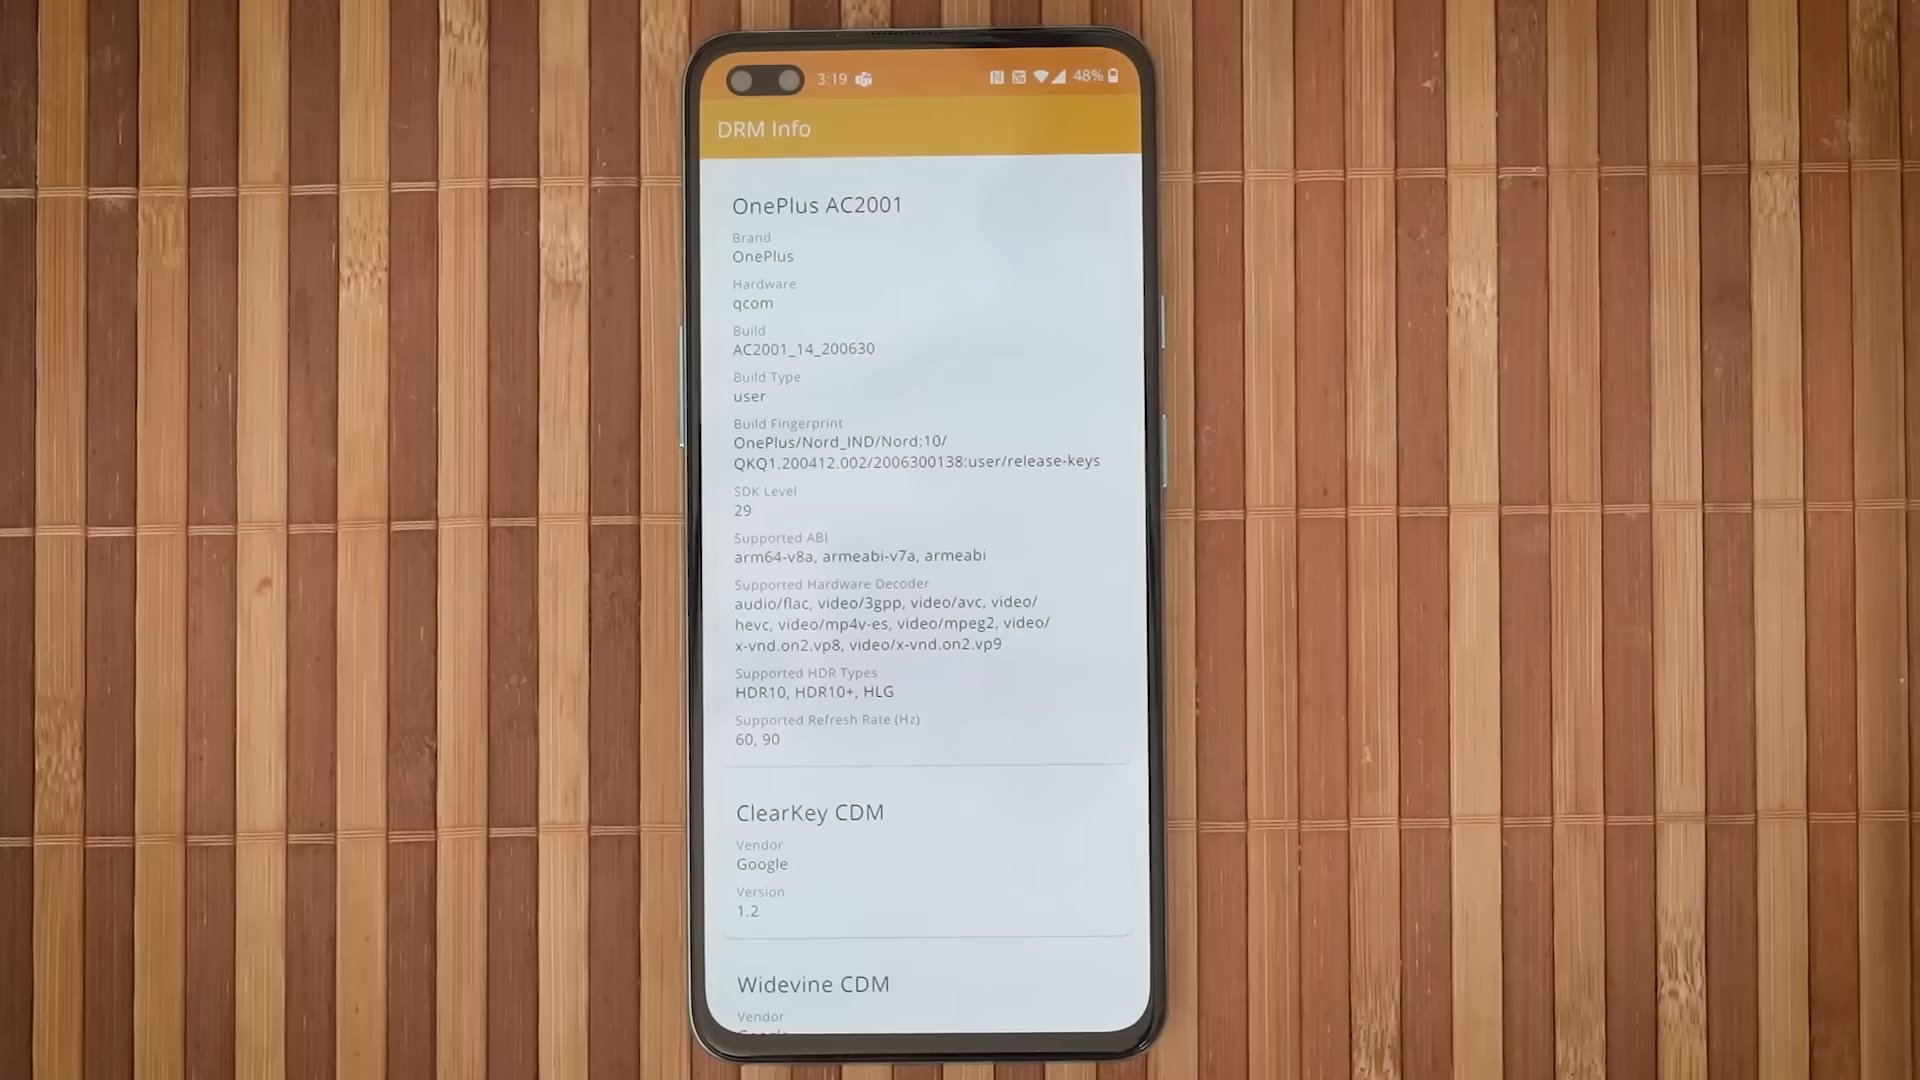 3:19
48%
DRM Info
OnePlus AC2001
Brand
OnePlus
Hardware
qcom
Build
AC2001_14_200630
Build Type
user
Build Fingerprint
OnePlus/Nord_IND/Nord:10/
QKQ1.200412.002/2006300138:user/release-keys
SDK Level
29
Supported ABI
arm64-v8a, armeabi-v7a, armeabi
Supported Hardware Decoder
audio/flac, video/3gpp, video/avc, video/
hevc, video/mp4v-es, video/mpeg2, video/
x-vnd.on2.vp8, video/x-vnd.on2.vp9
Supported HDR Types
HDR10, HDR10+, HLG
Supported Refresh Rate (Hz)
60, 90
ClearKey CDM
Vendor
Google
Version
1.2
Widevine CDM
Vendor